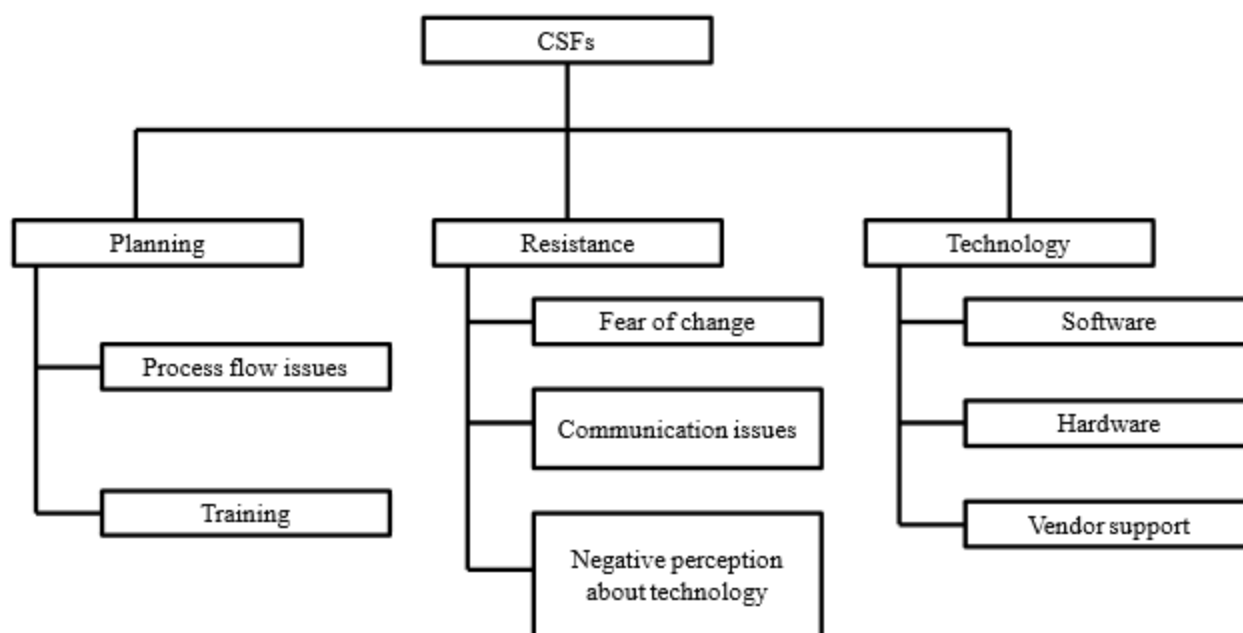 CSFs
Planning
Resistance
Technology
Process flow issues
Training
Fear of change
Communication issues
Negative perception
about technology
Software
Hardware
Vendor support